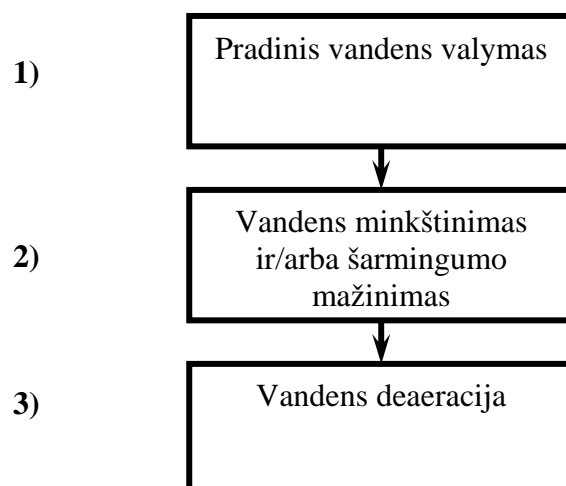 1)
Pradinis vandens valymas
2)
Vandens minkštinimas
ir/arba šarmingumo
mažinimas
3)
Vandens deaeracija